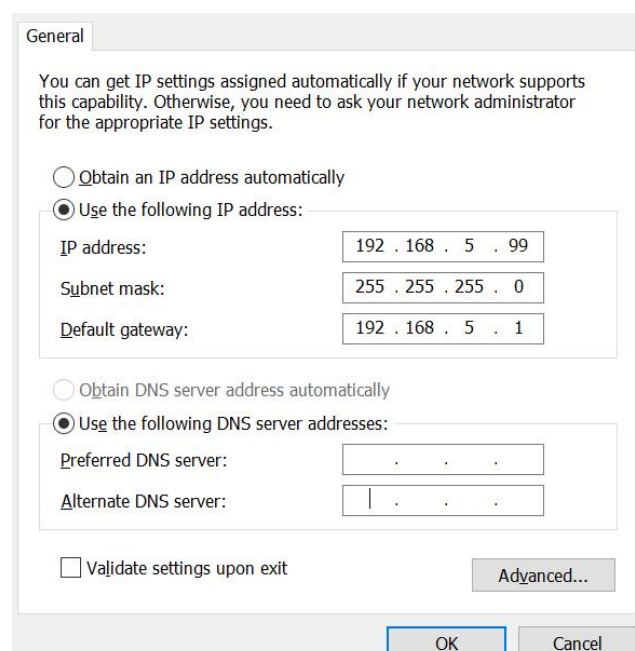 General
You can get IP settings assigned automatically if your network supports
this capability. Otherwise, you need to ask your network administrator
for the appropriate IP settings.
Obtain an IP address automatically
Use the following IP address:
IP address: 192 . 168 . 5 . 99
Subnet mask: 255 . 255 . 255 . 0
Default gateway: 192 . 168 . 5 . 1
Obtain DNS server address automatically
Use the following DNS server addresses:
Preferred DNS server: . . .
Alternate DNS server: . . .
Validate settings upon exit
Advanced...
OK Cancel